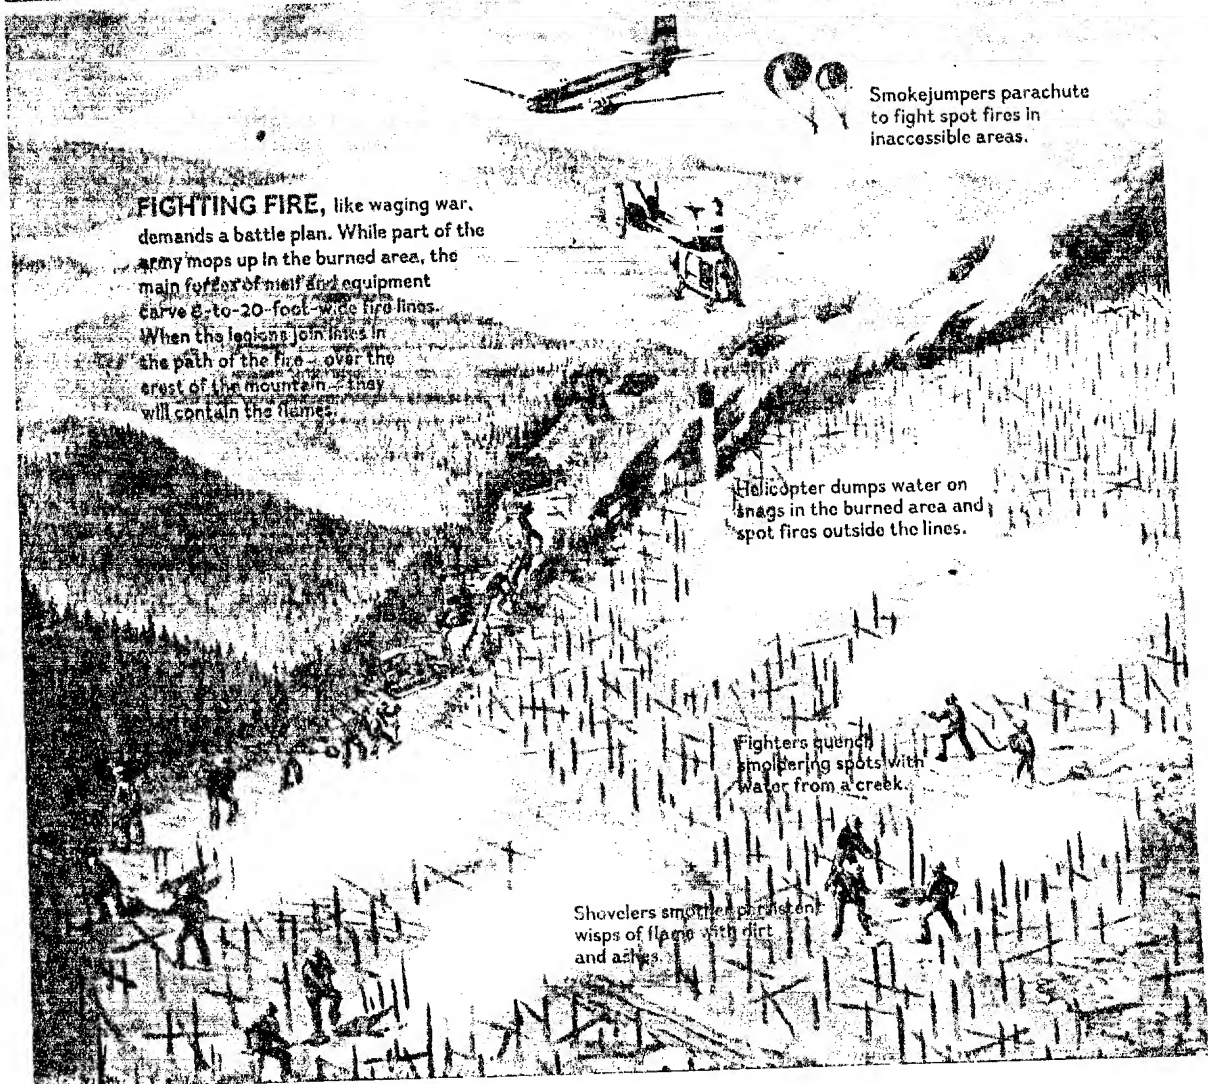 Smokejumpers parachute
to fight spot fires in
inaccessible areas.
FIGHTING FIRE, like waging war,
demands a battle plan. While part of the
army mops up in the burned area, the
main forces of men and equipment
carve 8-to-20-foot-wide fire lines.
When the legions join lines in
the path of the fire—over the
crest of the mountain—they
will contain the flames.
Helicopter dumps water on
snags in the burned area and
spot fires outside the lines.
Fighters quench
smoldering spots with
water from a creek.
Shovelers smother persistent
wisps of flame with dirt
and ashes.